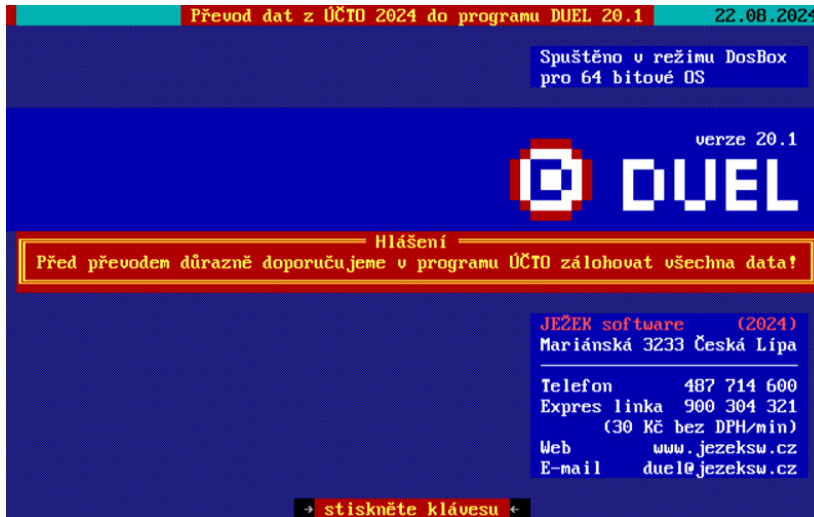 Převod dat z ÚČTO 2024 do programu DUEL 20.1 22.08.2024
Spuštěno v režimu DosBox
pro 64 bitové OS
verze 20.1
DUEL
Hlášení
Před převodem důrazně doporučujeme v programu ÚČTO zálohovat všechna data!
JEŽEK software (2024)
Mariánská 3233 Česká Lípa
Telefon 487 714 600
Expres linka 900 304 321
(30 Kč bez DPH/min)
Web www.jezeksw.cz
E-mail duel@jezeksw.cz
→ stiskněte klávesu ←